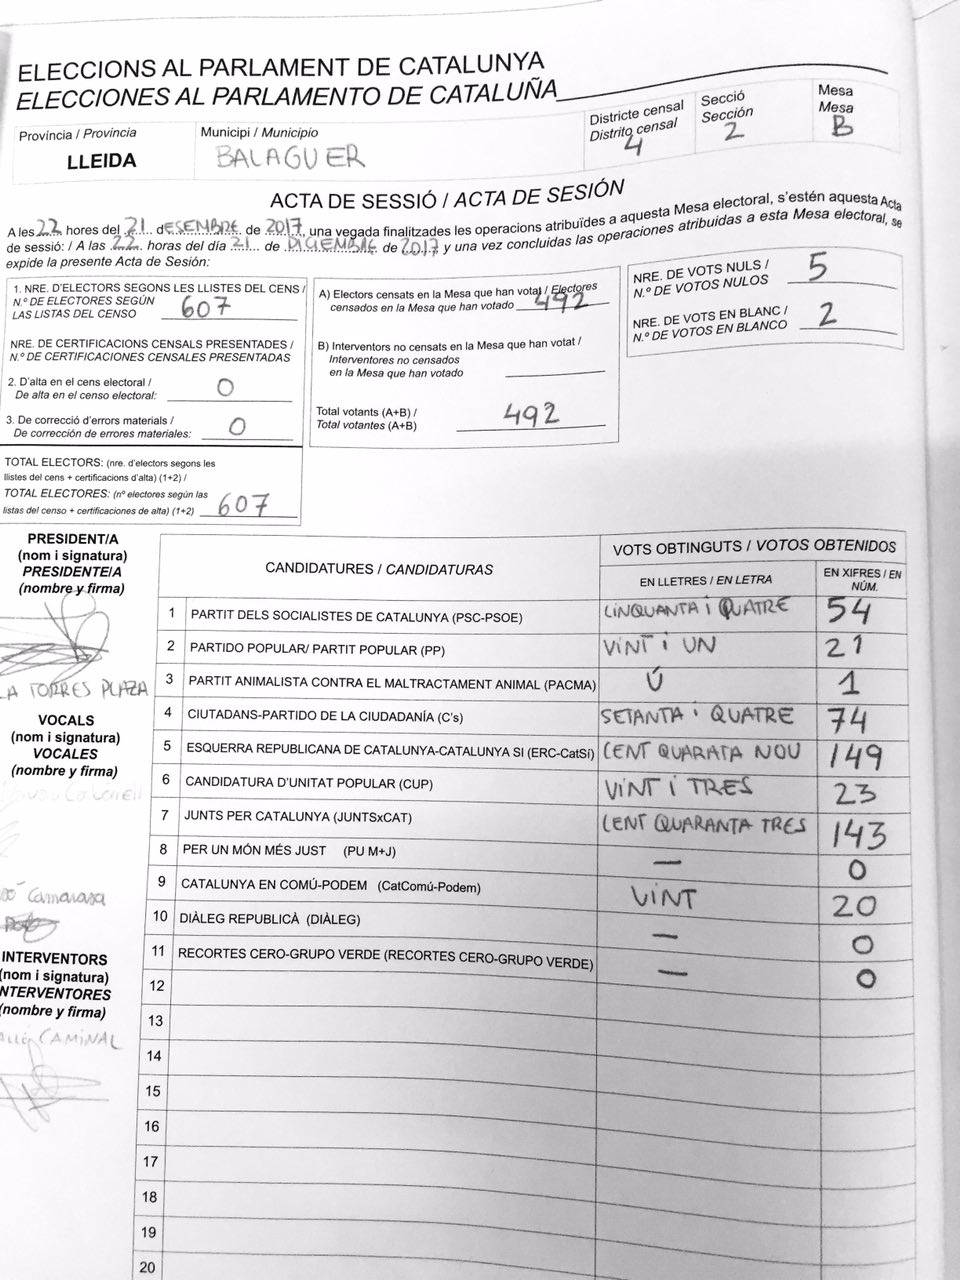 ELECCIONS AL PARLAMENT DE CATALUNYA
ELECCIONES AL PARLAMENTO DE CATALUÑA
Província / Provincia
LLEIDA
Municipi / Municipio
BALAGUER
Districte censal
Distrito censal
4
Secció
Sección
2
Mesa
Mesa
B
ACTA DE SESSIÓ / ACTA DE SESIÓN
A les 22 hores del 21 dESEMBRE de 2017, una vegada finalitzades les operacions atribuïdes a aquesta Mesa electoral, s'estén aquesta Acta
de sessió: / A las 22 horas del día 21 de DICIEMBRE de 2017 y una vez concluidas las operaciones atribuidas a esta Mesa electoral, se
expide la presente Acta de Sesión:
1. NRE. D'ELECTORS SEGONS LES LLISTES DEL CENS /
N.º DE ELECTORES SEGÚN
LAS LISTAS DEL CENSO 607
NRE. DE CERTIFICACIONS CENSALS PRESENTADES /
N.º DE CERTIFICACIONES CENSALES PRESENTADAS
2. D'alta en el cens electoral /
De alta en el censo electoral: 0
3. De correcció d'errors materials /
De corrección de errores materiales: 0
TOTAL ELECTORS: (nre. d'electors segons les
llistes del cens + certificacions d'alta) (1+2) /
TOTAL ELECTORES: (nº electores según las
listas del censo + certificaciones de alta) (1+2) 607
A) Electors censats en la Mesa que han votat / Electores
censados en la Mesa que han votado 492
B) Interventors no censats en la Mesa que han votat /
Interventores no censados
en la Mesa que han votado
Total votants (A+B) /
Total votantes (A+B) 492
NRE. DE VOTS NULS /
N.º DE VOTOS NULOS 5
NRE. DE VOTS EN BLANC /
N.º DE VOTOS EN BLANCO 2
PRESIDENT/A
(nom i signatura)
PRESIDENTE/A
(nombre y firma)
LA TORRES PLAZA
VOCALS
(nom i signatura)
VOCALES
(nombre y firma)
Camarasa
INTERVENTORS
(nom i signatura)
INTERVENTORES
(nombre y firma)
CAMINAL
CANDIDATURES / CANDIDATURAS
VOTS OBTINGUTS / VOTOS OBTENIDOS
EN LLETRES / EN LETRA
EN XIFRES / EN NÚM.
1 PARTIT DELS SOCIALISTES DE CATALUNYA (PSC-PSOE) CINQUANTA i QUATRE 54
2 PARTIDO POPULAR/ PARTIT POPULAR (PP) VINT i UN 21
3 PARTIT ANIMALISTA CONTRA EL MALTRACTAMENT ANIMAL (PACMA) Ú 1
4 CIUTADANS-PARTIDO DE LA CIUDADANÍA (C's) SETANTA i QUATRE 74
5 ESQUERRA REPUBLICANA DE CATALUNYA-CATALUNYA SI (ERC-CatSí) CENT QUARATA NOU 149
6 CANDIDATURA D'UNITAT POPULAR (CUP) VINT i TRES 23
7 JUNTS PER CATALUNYA (JUNTSxCAT) CENT QUARANTA TRES 143
8 PER UN MÓN MÉS JUST (PU M+J) — 0
9 CATALUNYA EN COMÚ-PODEM (CatComú-Podem) VINT 20
10 DIÀLEG REPUBLICÀ (DIÀLEG) — 0
11 RECORTES CERO-GRUPO VERDE (RECORTES CERO-GRUPO VERDE) — 0
12
13
14
15
16
17
18
19
20